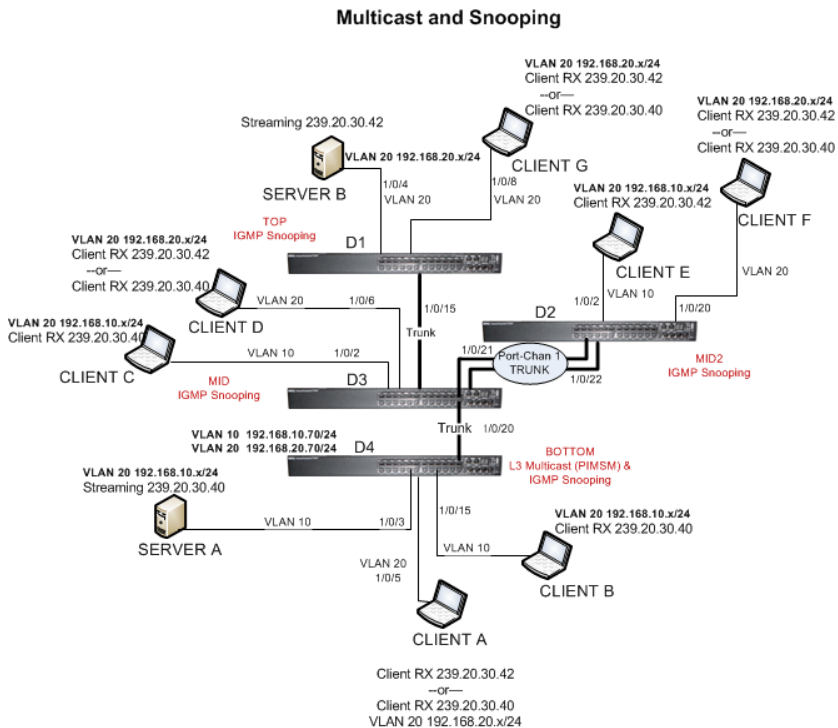 Multicast and Snooping
VLAN 20 192.168.20.x/24
Client RX 239.20.30.42
--or—
Client RX 239.20.30.40
VLAN 20 192.168.20.x/24
Client RX 239.20.30.42
--or—
Client RX 239.20.30.40
Streaming 239.20.30.42
VLAN 20 192.168.20.x/24
SERVER B
1/0/4
VLAN 20
1/0/8
VLAN 20
CLIENT G
VLAN 20 192.168.10.x/24
Client RX 239.20.30.42
CLIENT F
TOP
IGMP Snooping
D1
CLIENT E
VLAN 20
VLAN 20 192.168.20.x/24
Client RX 239.20.30.42
--or—
Client RX 239.20.30.40
VLAN 20
1/0/6
CLIENT D
1/0/15
Trunk
D2
1/0/2
VLAN 10
1/0/20
VLAN 20 192.168.10.x/24
Client RX 239.20.30.40
CLIENT C
VLAN 10
1/0/2
MID
IGMP Snooping
D3
1/0/21
Port-Chan 1
TRUNK
1/0/22
MID2
IGMP Snooping
Trunk
1/0/20
VLAN 10 192.168.10.70/24
VLAN 20 192.168.20.70/24
D4
BOTTOM
L3 Multicast (PIMSM) &
IGMP Snooping
VLAN 20 192.168.10.x/24
Streaming 239.20.30.40
SERVER A
VLAN 10
1/0/3
1/0/15
VLAN 10
VLAN 20 192.168.10.x/24
Client RX 239.20.30.40
CLIENT B
VLAN 20
1/0/5
CLIENT A
Client RX 239.20.30.42
--or—
Client RX 239.20.30.40
VLAN 20 192.168.20.x/24